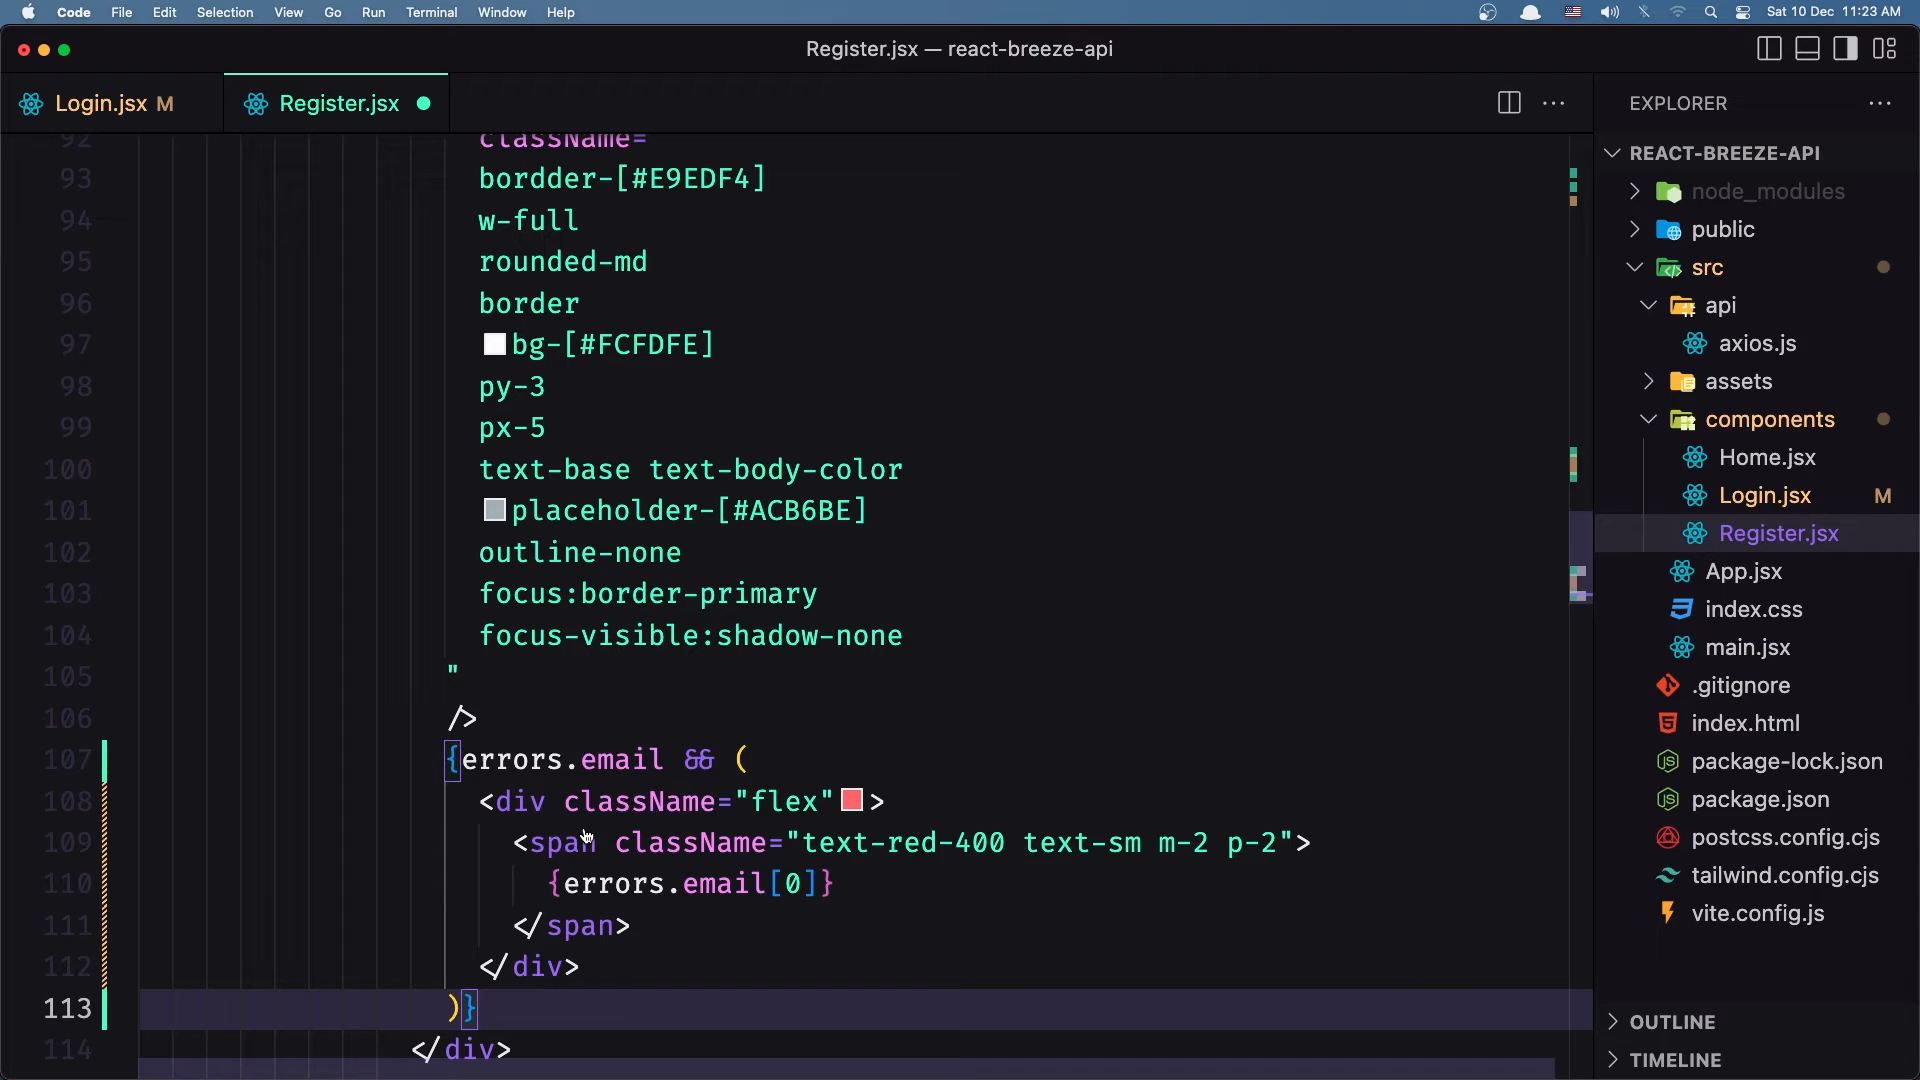 Code File Edit Selection View Go Run Terminal Window Help Sat 10 Dec 11:23 AM
Register.jsx — react-breeze-api
Login.jsx M
Register.jsx
92 className="
93 bordder-[#E9EDF4]
94 w-full
95 rounded-md
96 border
97 bg-[#FCFDFE]
98 py-3
99 px-5
100 text-base text-body-color
101 placeholder-[#ACB6BE]
102 outline-none
103 focus:border-primary
104 focus-visible:shadow-none
105 "
106 />
107 {errors.email && (
108 <div className="flex">
109 <span className="text-red-400 text-sm m-2 p-2">
110 {errors.email[0]}
111 </span>
112 </div>
113 )}
114 </div>
EXPLORER
REACT-BREEZE-API
node_modules
public
src
api
axios.js
assets
components
Home.jsx
Login.jsx M
Register.jsx
App.jsx
index.css
main.jsx
.gitignore
index.html
package-lock.json
package.json
postcss.config.cjs
tailwind.config.cjs
vite.config.js
OUTLINE
TIMELINE